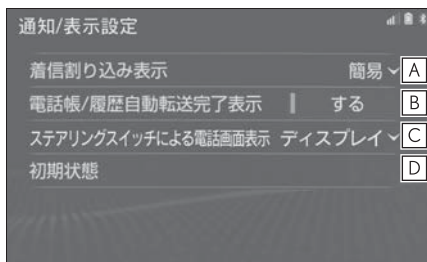 通知/表示設定
着信割り込み表示 簡易 A
電話帳/履歴自動転送完了表示 する B
ステアリングスイッチによる電話画面表示 ディスプレイ C
初期状態 D